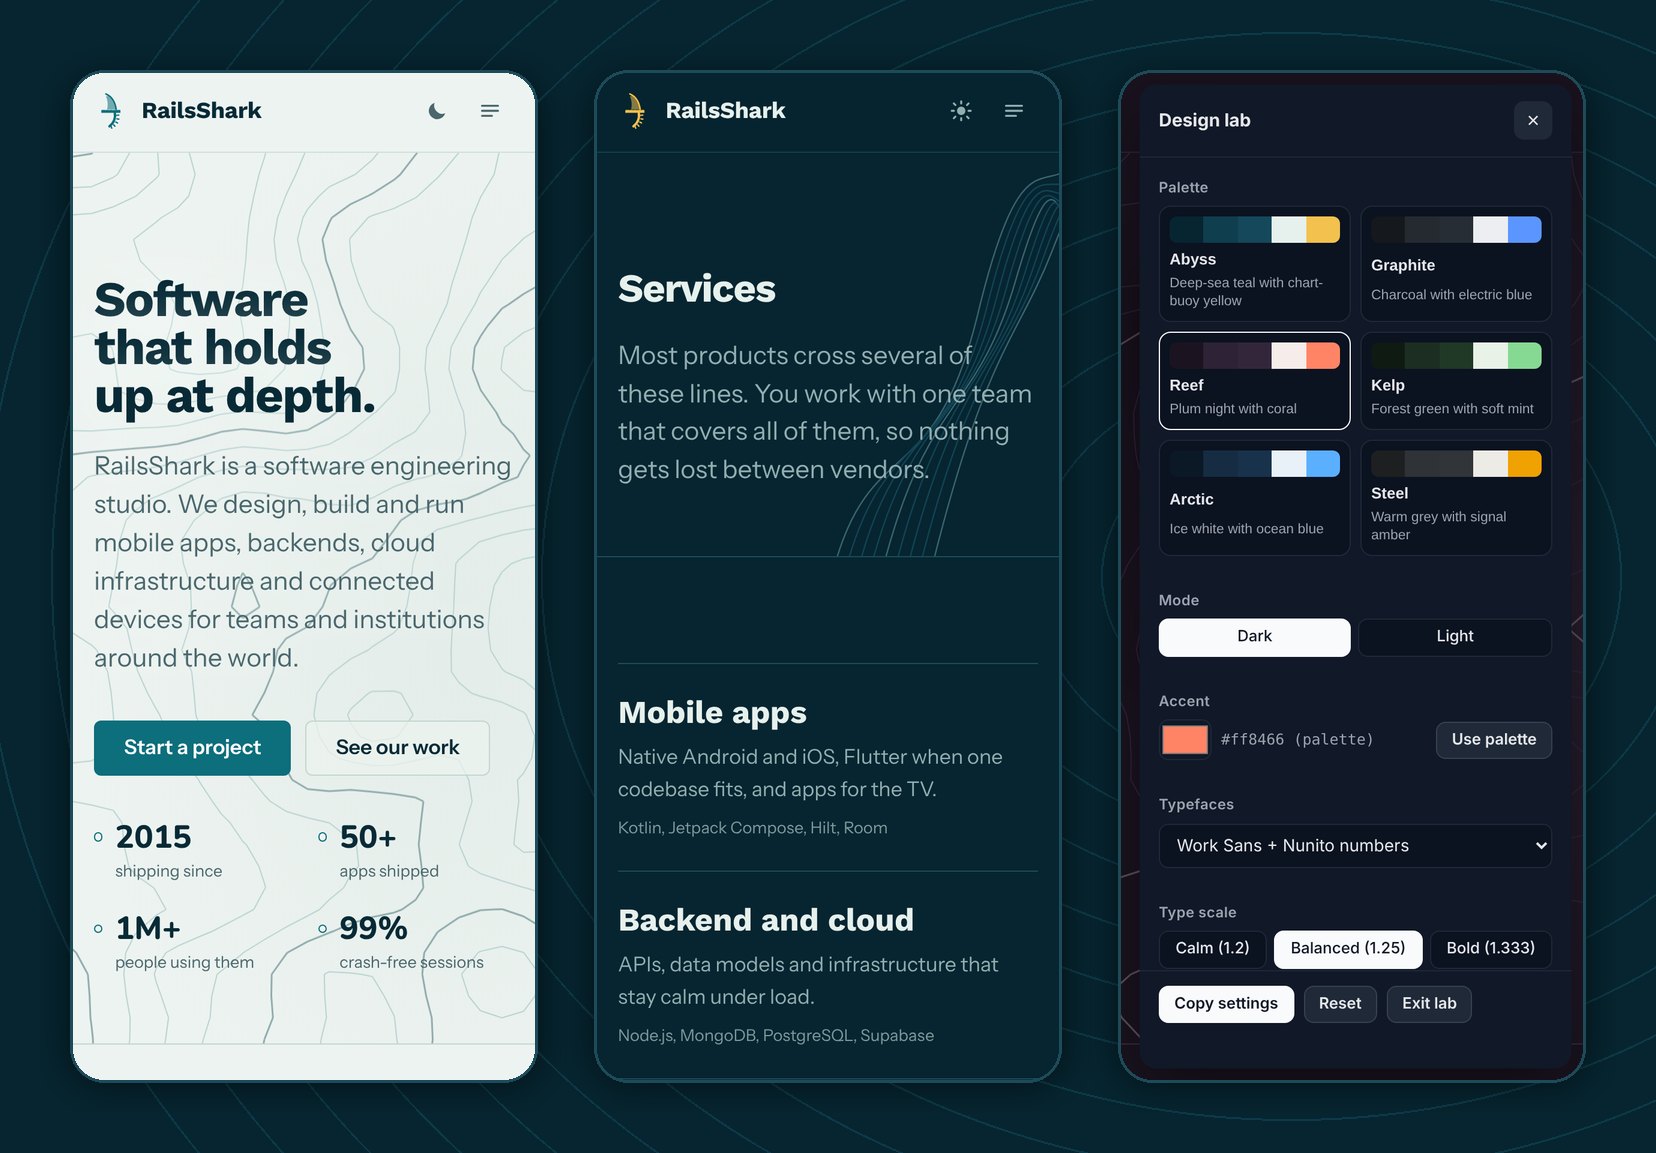 RailsShark
Software
that holds
up at depth.
RailsShark is a software engineering
studio. We design, build and run
mobile apps, backends, cloud
infrastructure and connected
devices for teams and institutions
around the world.
Start a project
See our work
2015
shipping since
50+
apps shipped
1M+
people using them
99%
crash-free sessions
RailsShark
Services
Most products cross several of
these lines. You work with one team
that covers all of them, so nothing
gets lost between vendors.
Mobile apps
Native Android and iOS, Flutter when one
codebase fits, and apps for the TV.
Kotlin, Jetpack Compose, Hilt, Room
Backend and cloud
APIs, data models and infrastructure that
stay calm under load.
Node.js, MongoDB, PostgreSQL, Supabase
Design lab
Palette
Abyss
Deep-sea teal with chart-
buoy yellow
Graphite
Charcoal with electric blue
Reef
Plum night with coral
Kelp
Forest green with soft mint
Arctic
Ice white with ocean blue
Steel
Warm grey with signal
amber
Mode
Dark
Light
Accent
#ff8466 (palette)
Use palette
Typefaces
Work Sans + Nunito numbers
Type scale
Calm (1.2)
Balanced (1.25)
Bold (1.333)
Copy settings
Reset
Exit lab